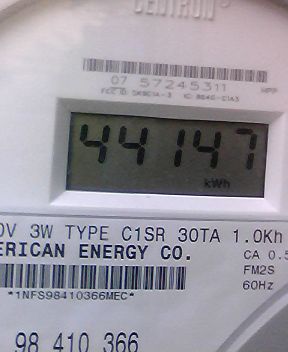 CENTRON®
07 57245311
44147
kWh
0V 3W TYPE C1SR 30TA 1.0Kh
ERICAN ENERGY CO.
CA 0.5
FM2S
60Hz
*1NFS98410366MEC*
98 410 366